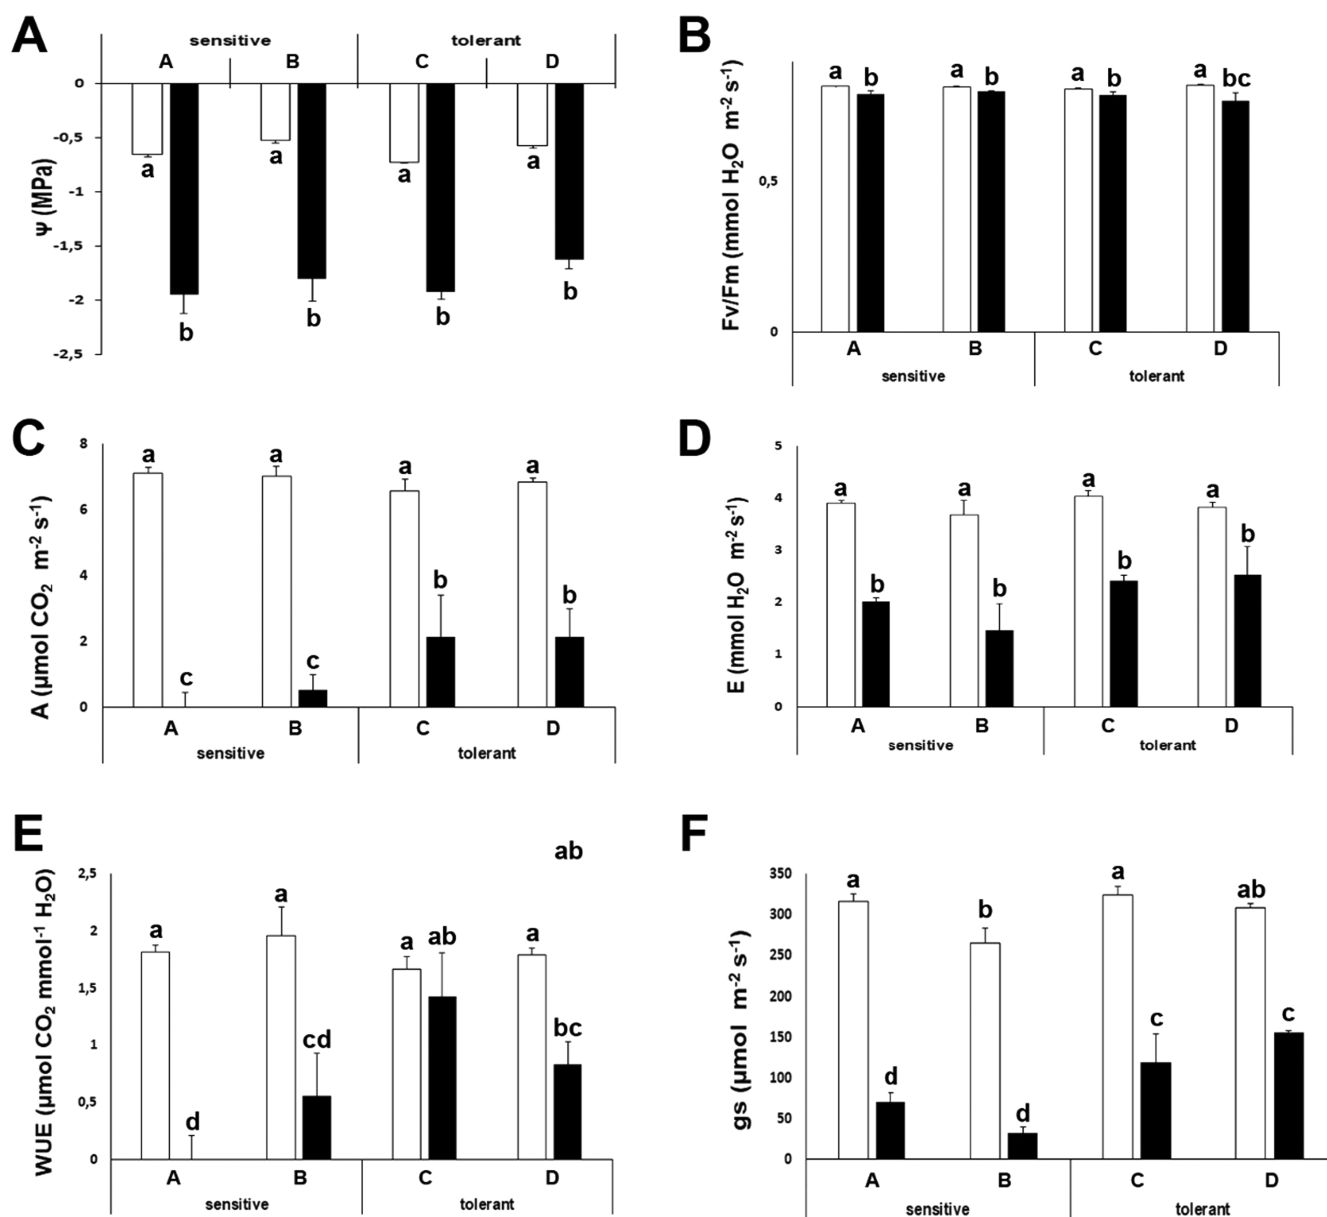 A
sensitive tolerant
A B C D
0
-0,5
-1
-1,5
-2
-2,5
Ψ (MPa)
a b a b a b a b
B
Fv/Fm (mmol H₂O m⁻² s⁻¹)
0,5
0
a b a b a b a bc
A B C D
sensitive tolerant
C
A (µmol CO₂ m⁻² s⁻¹)
8
6
4
2
0
a c a c a b a b
A B C D
sensitive tolerant
D
E (mmol H₂O m⁻² s⁻¹)
5
4
3
2
1
0
a b a b a b a b
A B C D
sensitive tolerant
E
WUE (µmol CO₂ mmol⁻¹ H₂O)
ab
2,5
2
1,5
1
0,5
0
a d a cd a ab a bc
A B C D
sensitive tolerant
F
gs (µmol m⁻² s⁻¹)
350
300
250
200
150
100
50
0
a d b d a c ab c
A B C D
sensitive tolerant